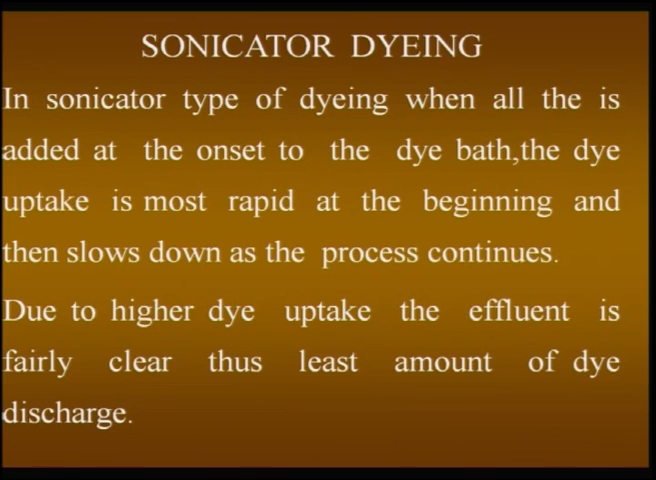 SONICATOR DYEING
In sonicator type of dyeing when all the is
added at the onset to the dye bath,the dye
uptake is most rapid at the beginning and
then slows down as the process continues.
Due to higher dye uptake the effluent is
fairly clear thus least amount of dye
discharge.